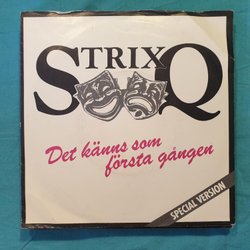 STRIX Q
Det känns som
första gången
SPECIAL VERSION